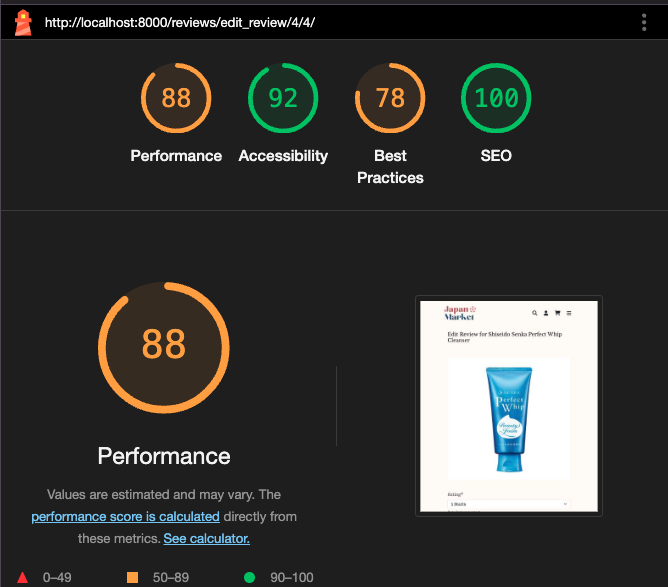 http://localhost:8000/reviews/edit_review/4/4/
88
92
78
100
Performance
Accessibility
Best
Practices
SEO
88
Japan
Market
Edit Review for Shiseido Senka Perfect Whip
Cleanser
Perfect
Whip
Beauty
Rating*
Performance
Values are estimated and may vary. The
performance score is calculated directly from
these metrics. See calculator.
0–49
50–89
90–100